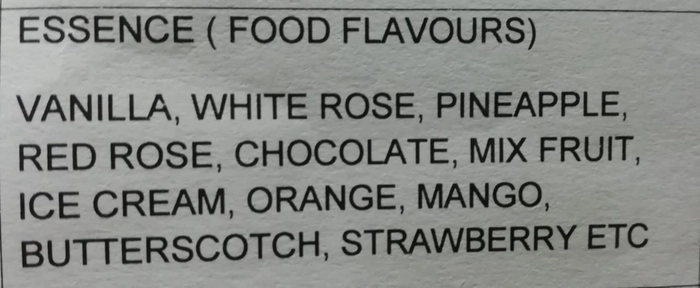 ESSENCE ( FOOD FLAVOURS)
VANILLA, WHITE ROSE, PINEAPPLE,
RED ROSE, CHOCOLATE, MIX FRUIT,
ICE CREAM, ORANGE, MANGO,
BUTTERSCOTCH, STRAWBERRY ETC